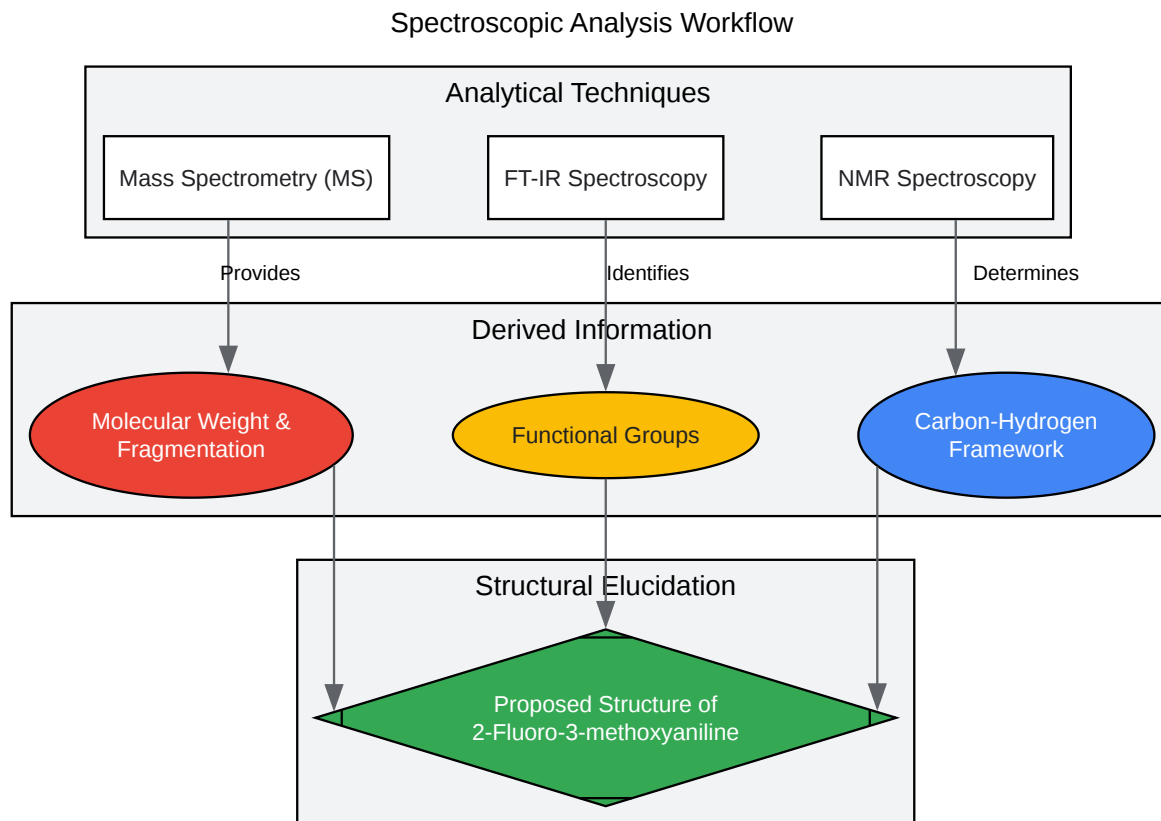 Spectroscopic Analysis Workflow
Analytical Techniques
Mass Spectrometry (MS)
FT-IR Spectroscopy
NMR Spectroscopy
Provides
Identifies
Determines
Derived Information
Molecular Weight &
Fragmentation
Functional Groups
Carbon-Hydrogen
Framework
Structural Elucidation
Proposed Structure of
2-Fluoro-3-methoxyaniline